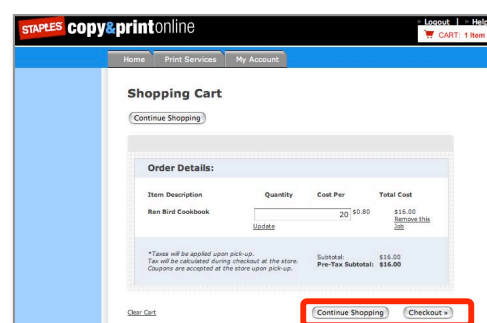 » Logout | » Help
STAPLES copy&printonline
CART: 1 Item
Home Print Services My Account
Shopping Cart
Continue Shopping
Order Details:
Item Description Quantity Cost Per Total Cost
Ren Bird Cookbook 20 $0.80 $16.00
Update Remove this
Job
*Taxes will be applied upon pick-up.
Tax will be calculated during checkout at the store.
Coupons are accepted at the store upon pick-up.
Subtotal: $16.00
Pre-Tax Subtotal: $16.00
Clear Cart Continue Shopping Checkout »